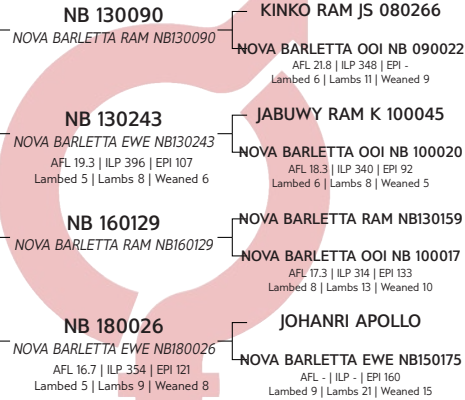 NB 130090
NOVA BARLETTA RAM NB130090
KINKO RAM JS 080266
NOVA BARLETTA OOI NB 090022
AFL 21.8 | ILP 348 | EPI -
Lambed 6 | Lambs 11 | Weaned 9
NB 130243
NOVA BARLETTA EWE NB130243
AFL 19.3 | ILP 396 | EPI 107
Lambed 5 | Lambs 8 | Weaned 6
JABUWY RAM K 100045
NOVA BARLETTA OOI NB 100020
AFL 18.3 | ILP 340 | EPI 92
Lambed 6 | Lambs 8 | Weaned 5
NB 160129
NOVA BARLETTA RAM NB160129
NOVA BARLETTA RAM NB130159
NOVA BARLETTA OOI NB 100017
AFL 17.3 | ILP 314 | EPI 133
Lambed 8 | Lambs 13 | Weaned 10
NB 180026
NOVA BARLETTA EWE NB180026
AFL 16.7 | ILP 354 | EPI 121
Lambed 5 | Lambs 9 | Weaned 8
JOHANRI APOLLO
NOVA BARLETTA EWE NB150175
AFL - | ILP - | EPI 160
Lambed 9 | Lambs 21 | Weaned 15